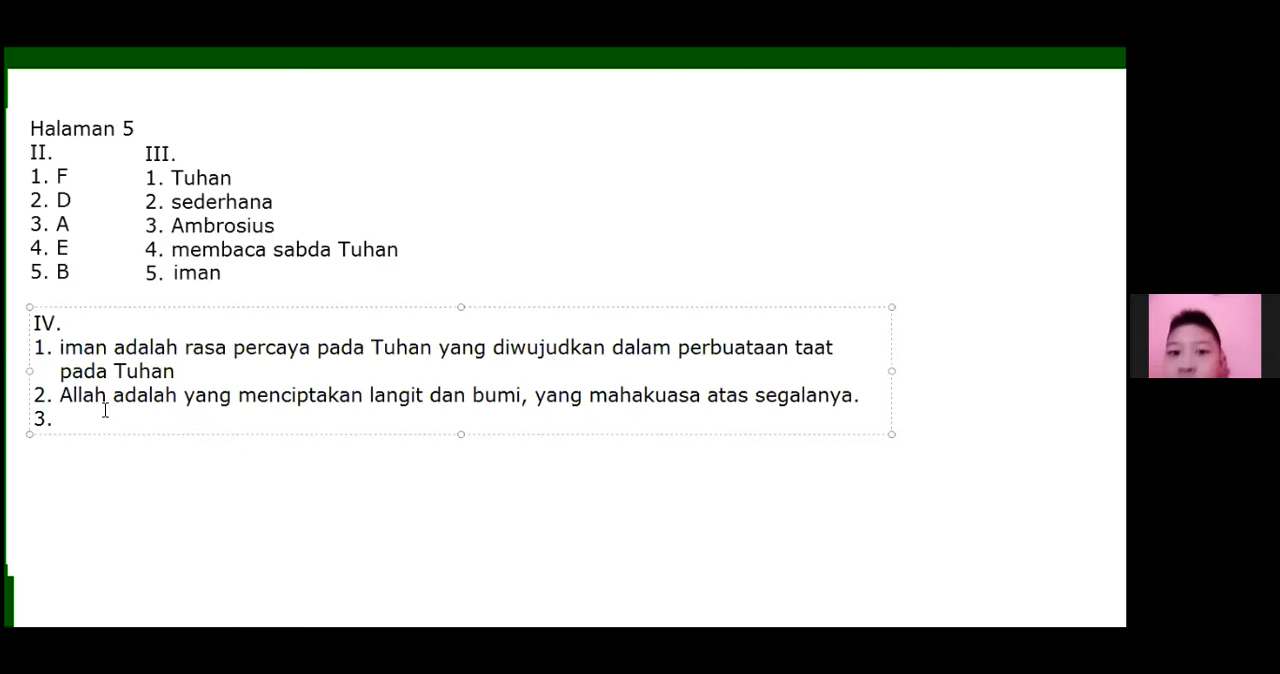 Halaman 5
II.
1. F
2. D
3. A
4. E
5. B
III.
1. Tuhan
2. sederhana
3. Ambrosius
4. membaca sabda Tuhan
5. iman
IV.
1. iman adalah rasa percaya pada Tuhan yang diwujudkan dalam perbuataan taat
pada Tuhan
2. Allah adalah yang menciptakan langit dan bumi, yang mahakuasa atas segalanya.
3.